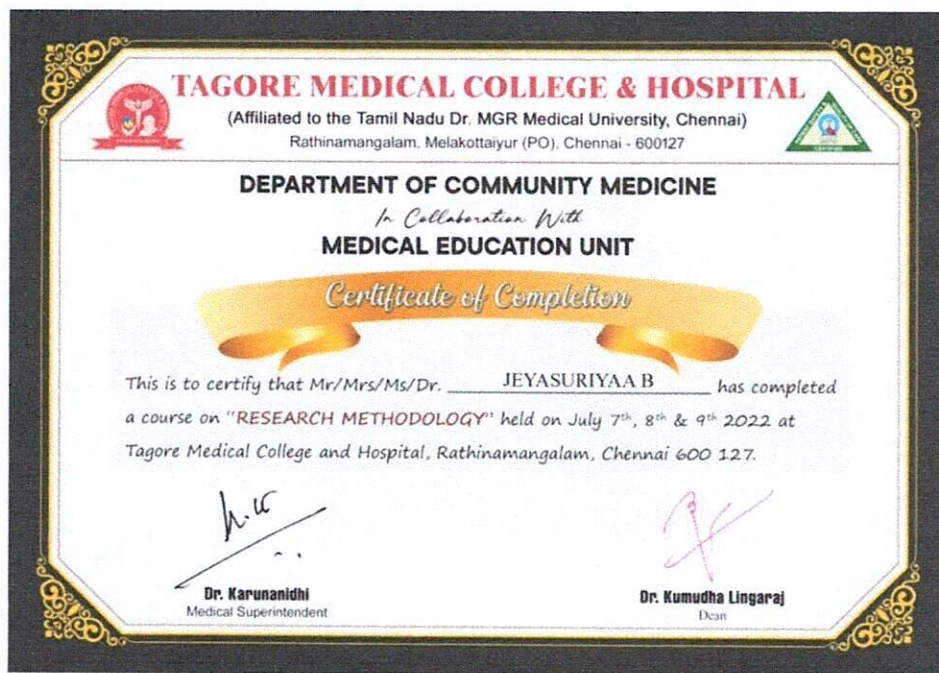 TAGORE MEDICAL COLLEGE & HOSPITAL
(Affiliated to the Tamil Nadu Dr. MGR Medical University, Chennai)
Rathinamangalam, Melakottaiyur (PO), Chennai - 600127
DEPARTMENT OF COMMUNITY MEDICINE
In Collaboration With
MEDICAL EDUCATION UNIT
Certificate of Completion
This is to certify that Mr/Mrs/Ms/Dr. JEYASURIYAA B has completed
a course on "RESEARCH METHODOLOGY" held on July 7th, 8th & 9th 2022 at
Tagore Medical College and Hospital, Rathinamangalam, Chennai 600 127.
Dr. Karunanidhi
Medical Superintendent
Dr. Kumudha Lingaraj
Dean